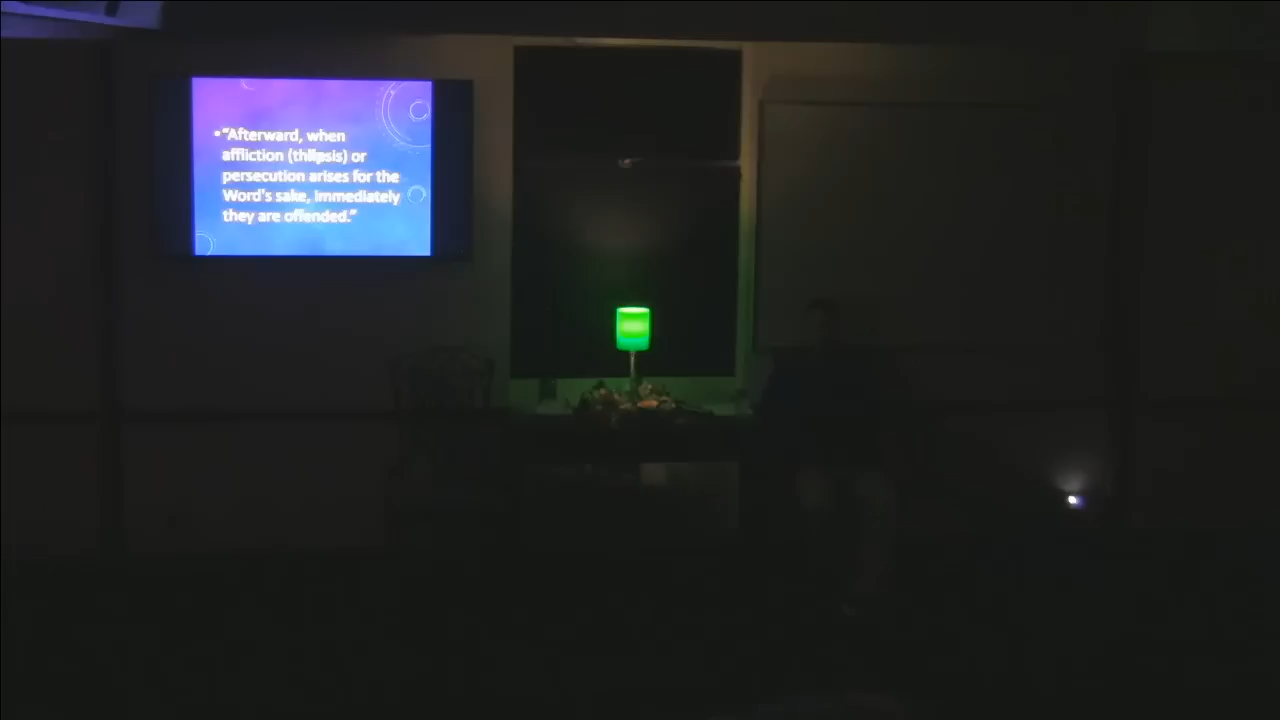 •“Afterward, when
affliction (thlipsis) or
persecution arises for the
Word's sake, immediately
they are offended.”